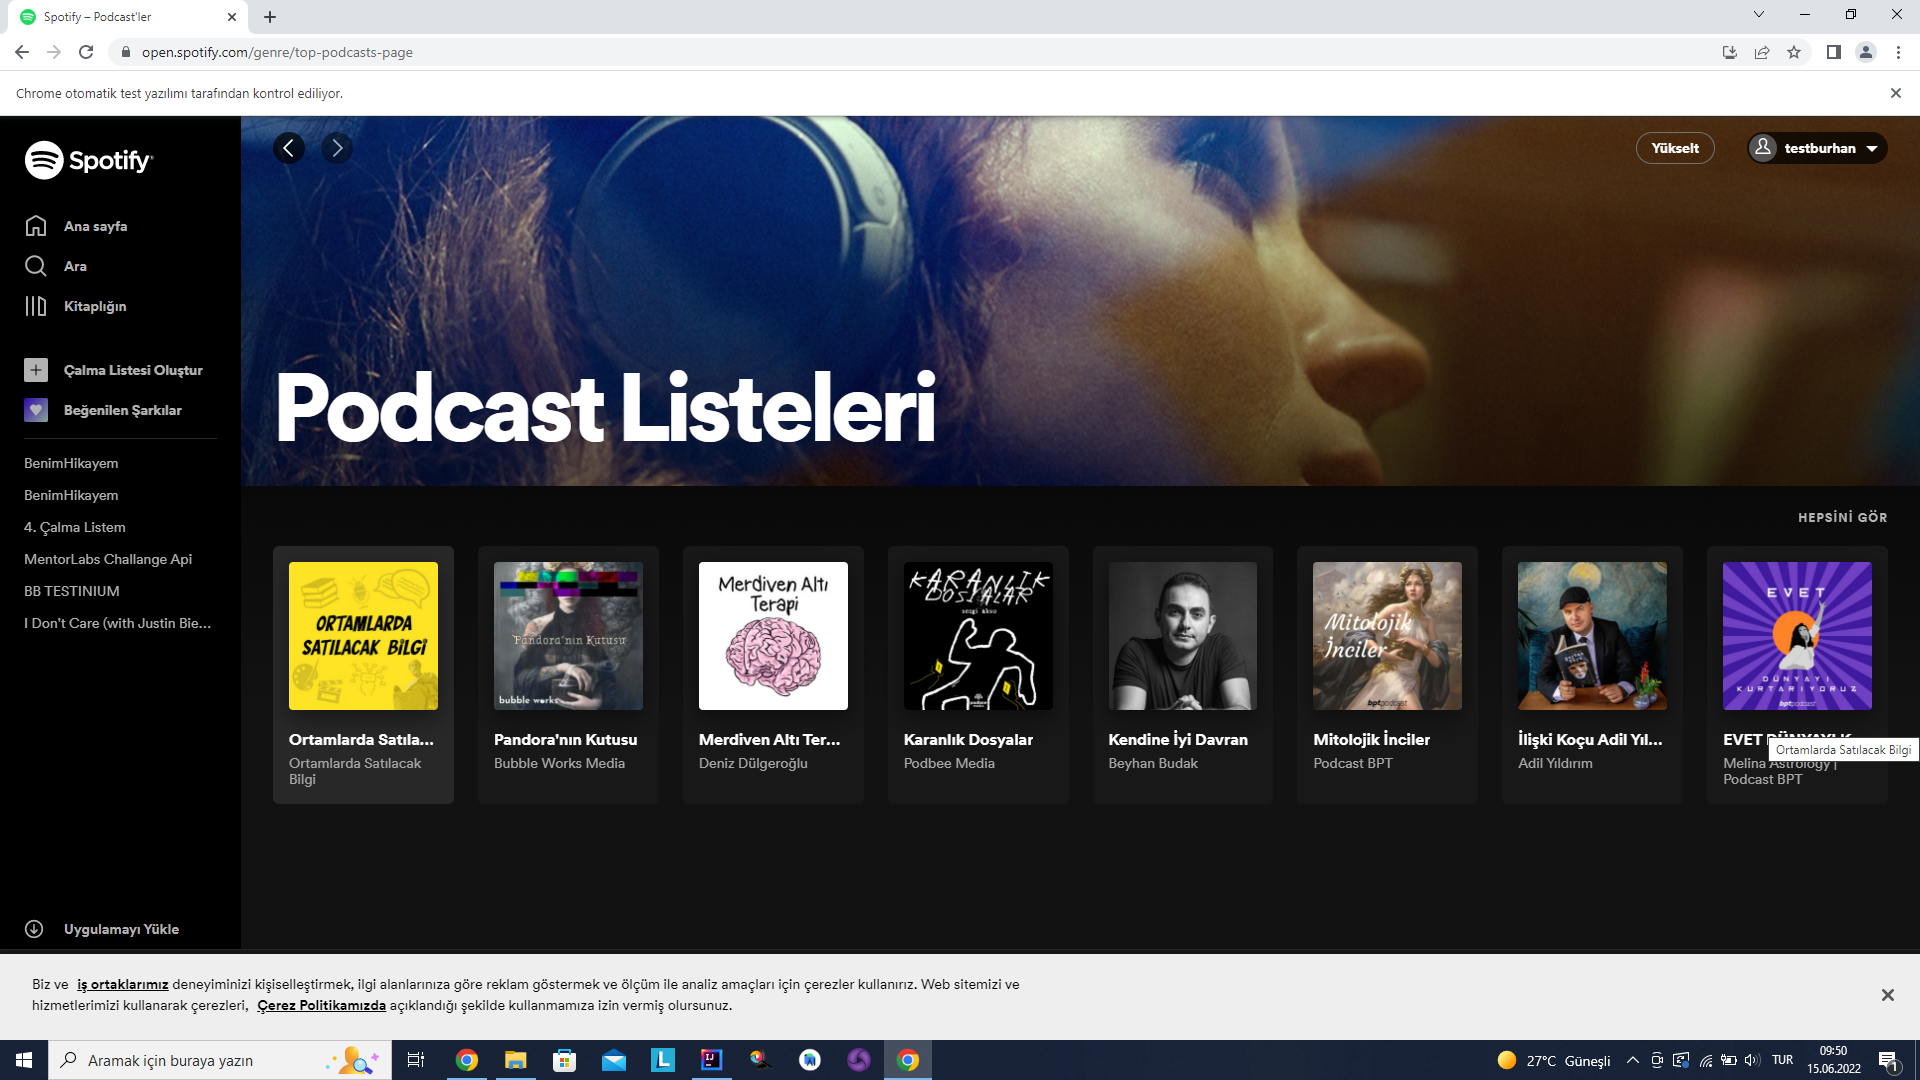 Spotify – Podcast'ler
open.spotify.com/genre/top-podcasts-page
Chrome otomatik test yazılımı tarafından kontrol ediliyor.
Spotify
Yükselt
testburhan
Ana sayfa
Ara
Kitaplığın
Çalma Listesi Oluştur
Beğenilen Şarkılar
BenimHikayem
BenimHikayem
4. Çalma Listem
MentorLabs Challange Api
BB TESTINIUM
I Don't Care (with Justin Bie...
Uygulamayı Yükle
Podcast Listeleri
HEPSİNİ GÖR
ORTAMLARDA
SATILACAK BİLGİ
Ortamlarda Satıla...
Ortamlarda Satılacak
Bilgi
Pandora'nın Kutusu
bubble works
Pandora'nın Kutusu
Bubble Works Media
Merdiven Altı
Terapi
Merdiven Altı Ter...
Deniz Dülgeroğlu
KARANLIK
DOSYALAR
sezgi aksu
podbee
Karanlık Dosyalar
Podbee Media
Kendine İyi Davran
Beyhan Budak
Mitolojik
İnciler
bptpodcast
Mitolojik İnciler
Podcast BPT
İlişki Koçu Adil Yıl...
Adil Yıldırım
EVET
DÜNYAYI
KURTARIYORUZ
bptpodcast
EVET
Ortamlarda Satılacak Bilgi
Melina Astrology |
Podcast BPT
Biz ve iş ortaklarımız deneyiminizi kişiselleştirmek, ilgi alanlarınıza göre reklam göstermek ve ölçüm ile analiz amaçları için çerezler kullanırız. Web sitemizi ve
hizmetlerimizi kullanarak çerezleri, Çerez Politikamızda açıklandığı şekilde kullanmamıza izin vermiş olursunuz.
Aramak için buraya yazın
L
IJ
27°C Güneşli
TUR
09:50
15.06.2022
1